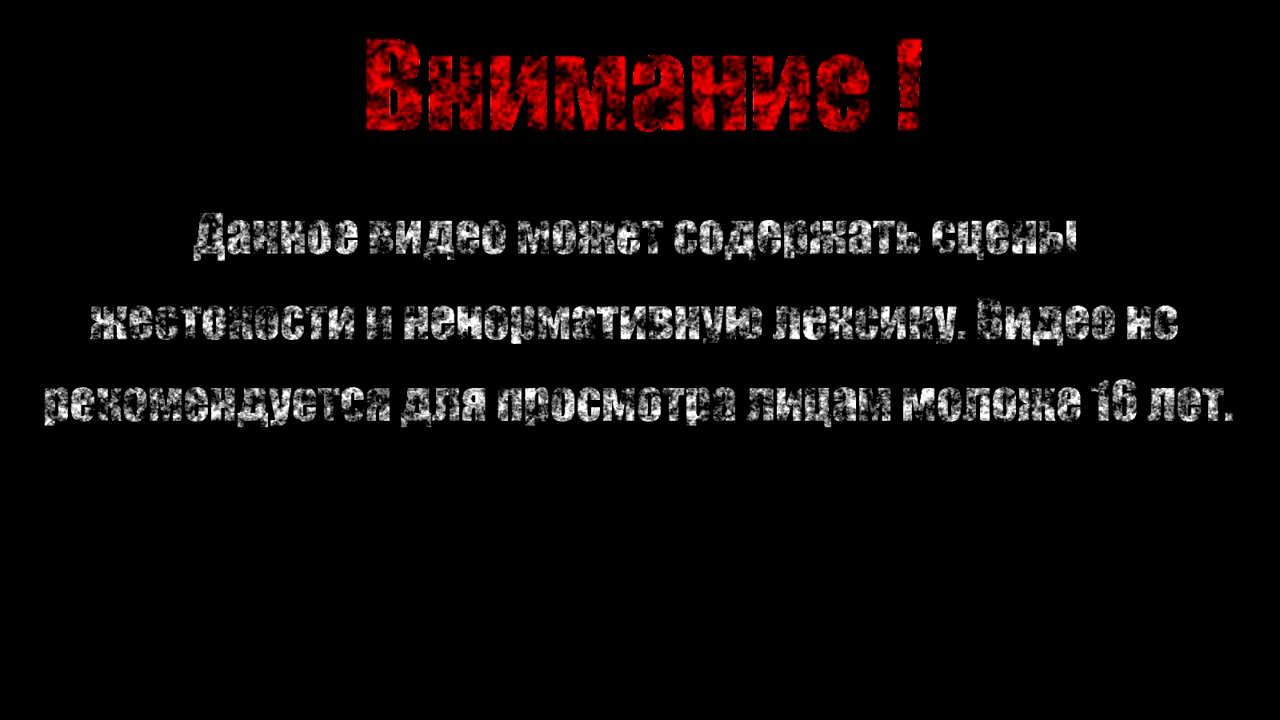 Внимание !
Данное видео может содержать сцены
жестокости и ненормативную лексику. Видео не
рекомендуется для просмотра лицам моложе 16 лет.